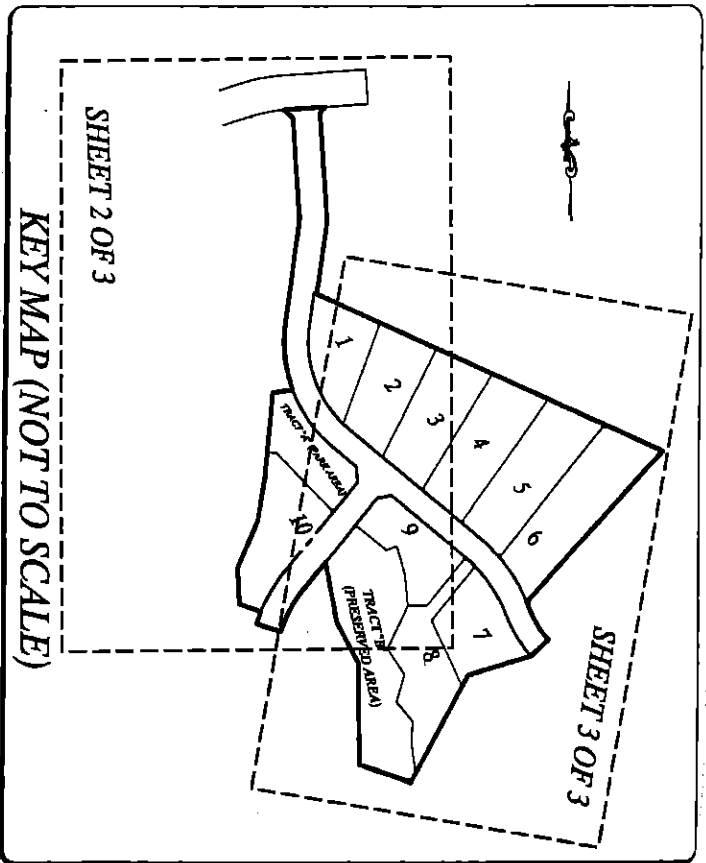 SHEET 2 OF 3
SHEET 3 OF 3
1
2
3
4
5
6
7
8
9
10
TRACT "A" (PARK AREA)
TRACT "B"
(PRESERVED AREA)
KEY MAP (NOT TO SCALE)